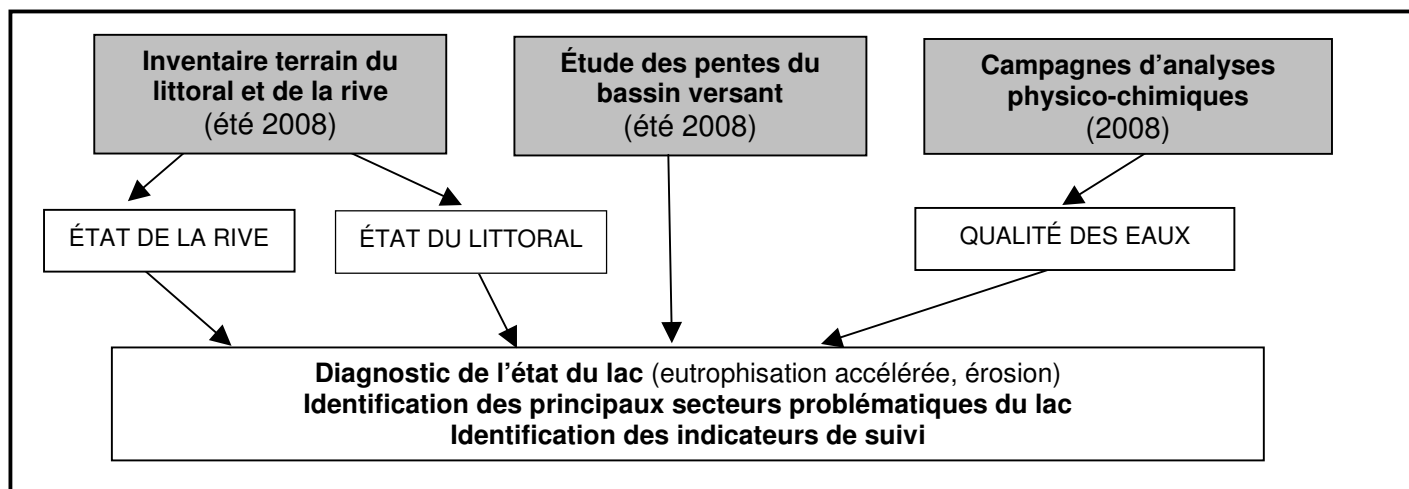 Inventaire terrain du
littoral et de la rive
(été 2008)
Étude des pentes du
bassin versant
(été 2008)
Campagnes d'analyses
physico-chimiques
(2008)
ÉTAT DE LA RIVE
ÉTAT DU LITTORAL
QUALITÉ DES EAUX
Diagnostic de l'état du lac (eutrophisation accélérée, érosion)
Identification des principaux secteurs problématiques du lac
Identification des indicateurs de suivi